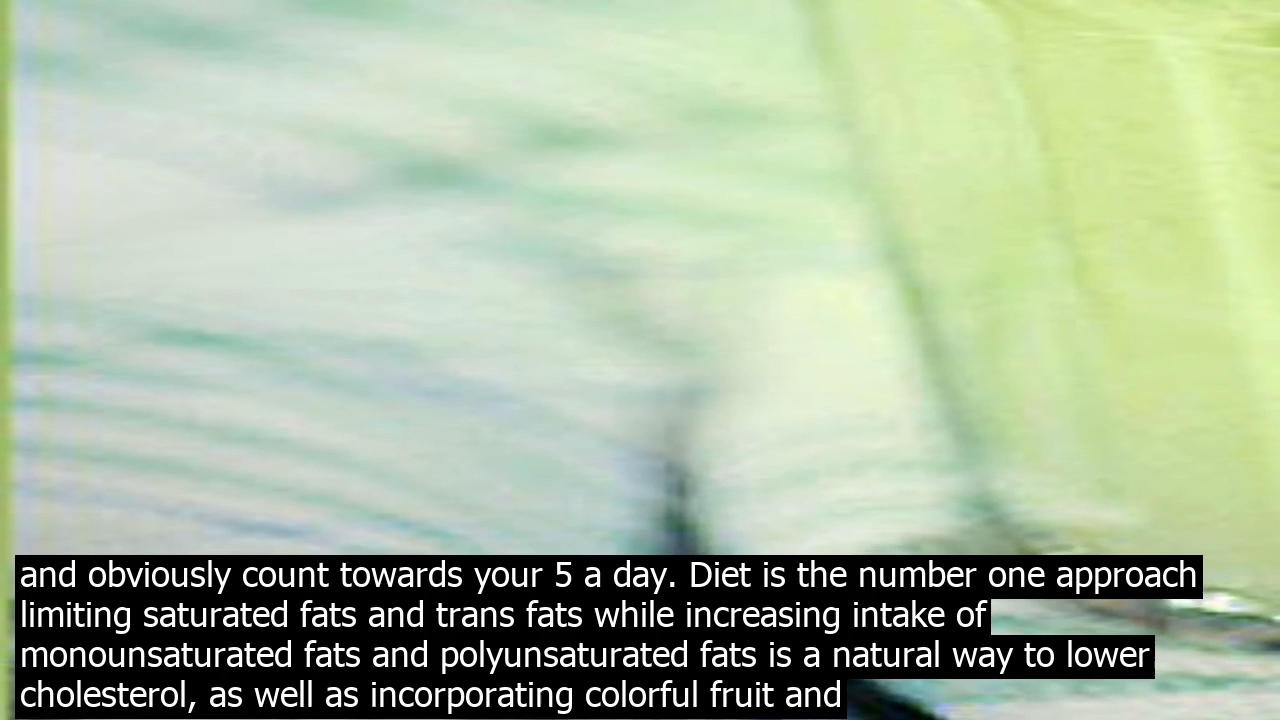 and obviously count towards your 5 a day. Diet is the number one approach
limiting saturated fats and trans fats while increasing intake of
monounsaturated fats and polyunsaturated fats is a natural way to lower
cholesterol, as well as incorporating colorful fruit and